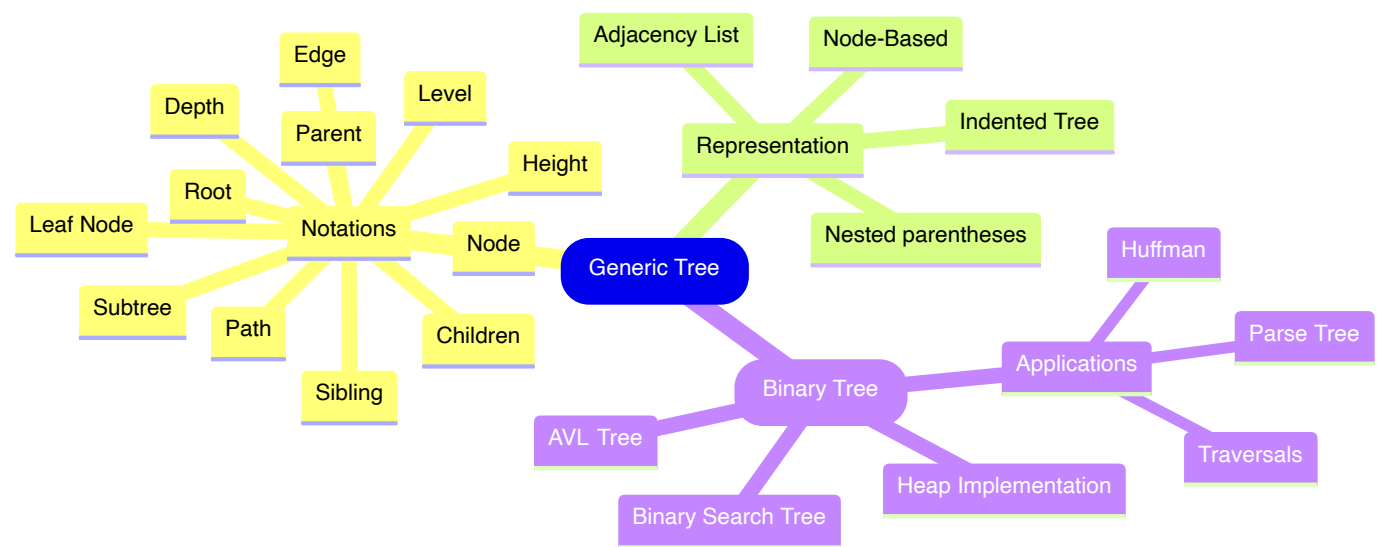 Edge
Depth
Level
Parent
Height
Root
Leaf Node
Notations
Node
Subtree
Path
Children
Sibling
Adjacency List
Node-Based
Indented Tree
Representation
Nested parentheses
Generic Tree
Huffman
Parse Tree
Applications
Binary Tree
AVL Tree
Traversals
Heap Implementation
Binary Search Tree